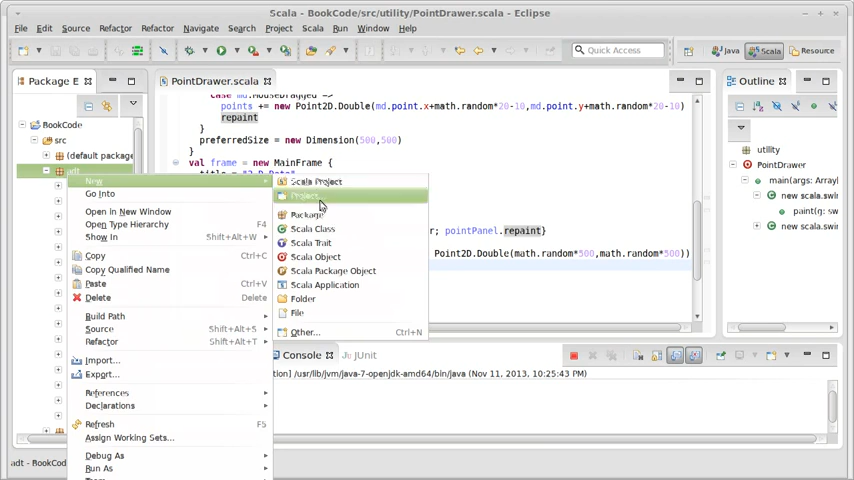 Scala - BookCode/src/utility/PointDrawer.scala - Eclipse
File Edit Source Refactor Refactor Navigate Search Project Scala Run Window Help
Quick Access Java Scala Resource
Package E PointDrawer.scala Outline
case md:MouseDragged =>
points += new Point2D.Double(md.point.x+math.random*20-10,md.point.y+math.random*20-10)
repaint
}
preferredSize = new Dimension(500,500)
}
val frame = new MainFrame {
title = "2-D Data"
; pointPanel.repaint}
Point2D.Double(math.random*500,math.random*500))
BookCode
src
(default package
adt
utility
PointDrawer
main(args: Array[
new scala.swin
paint(g: sw
new scala.swin
New
Go Into
Open in New Window
Open Type Hierarchy F4
Show In Shift+Alt+W
Copy Ctrl+C
Copy Qualified Name
Paste Ctrl+V
Delete Delete
Build Path
Source Shift+Alt+S
Refactor Shift+Alt+T
Import...
Export...
References
Declarations
Refresh F5
Assign Working Sets...
Debug As
Run As
Scala Project
Project...
Package
Scala Class
Scala Trait
Scala Object
Scala Package Object
Scala Application
Folder
File
Other... Ctrl+N
Console JUnit
ation] /usr/lib/jvm/java-7-openjdk-amd64/bin/java (Nov 11, 2013, 10:25:43 PM)
adt - BookCod